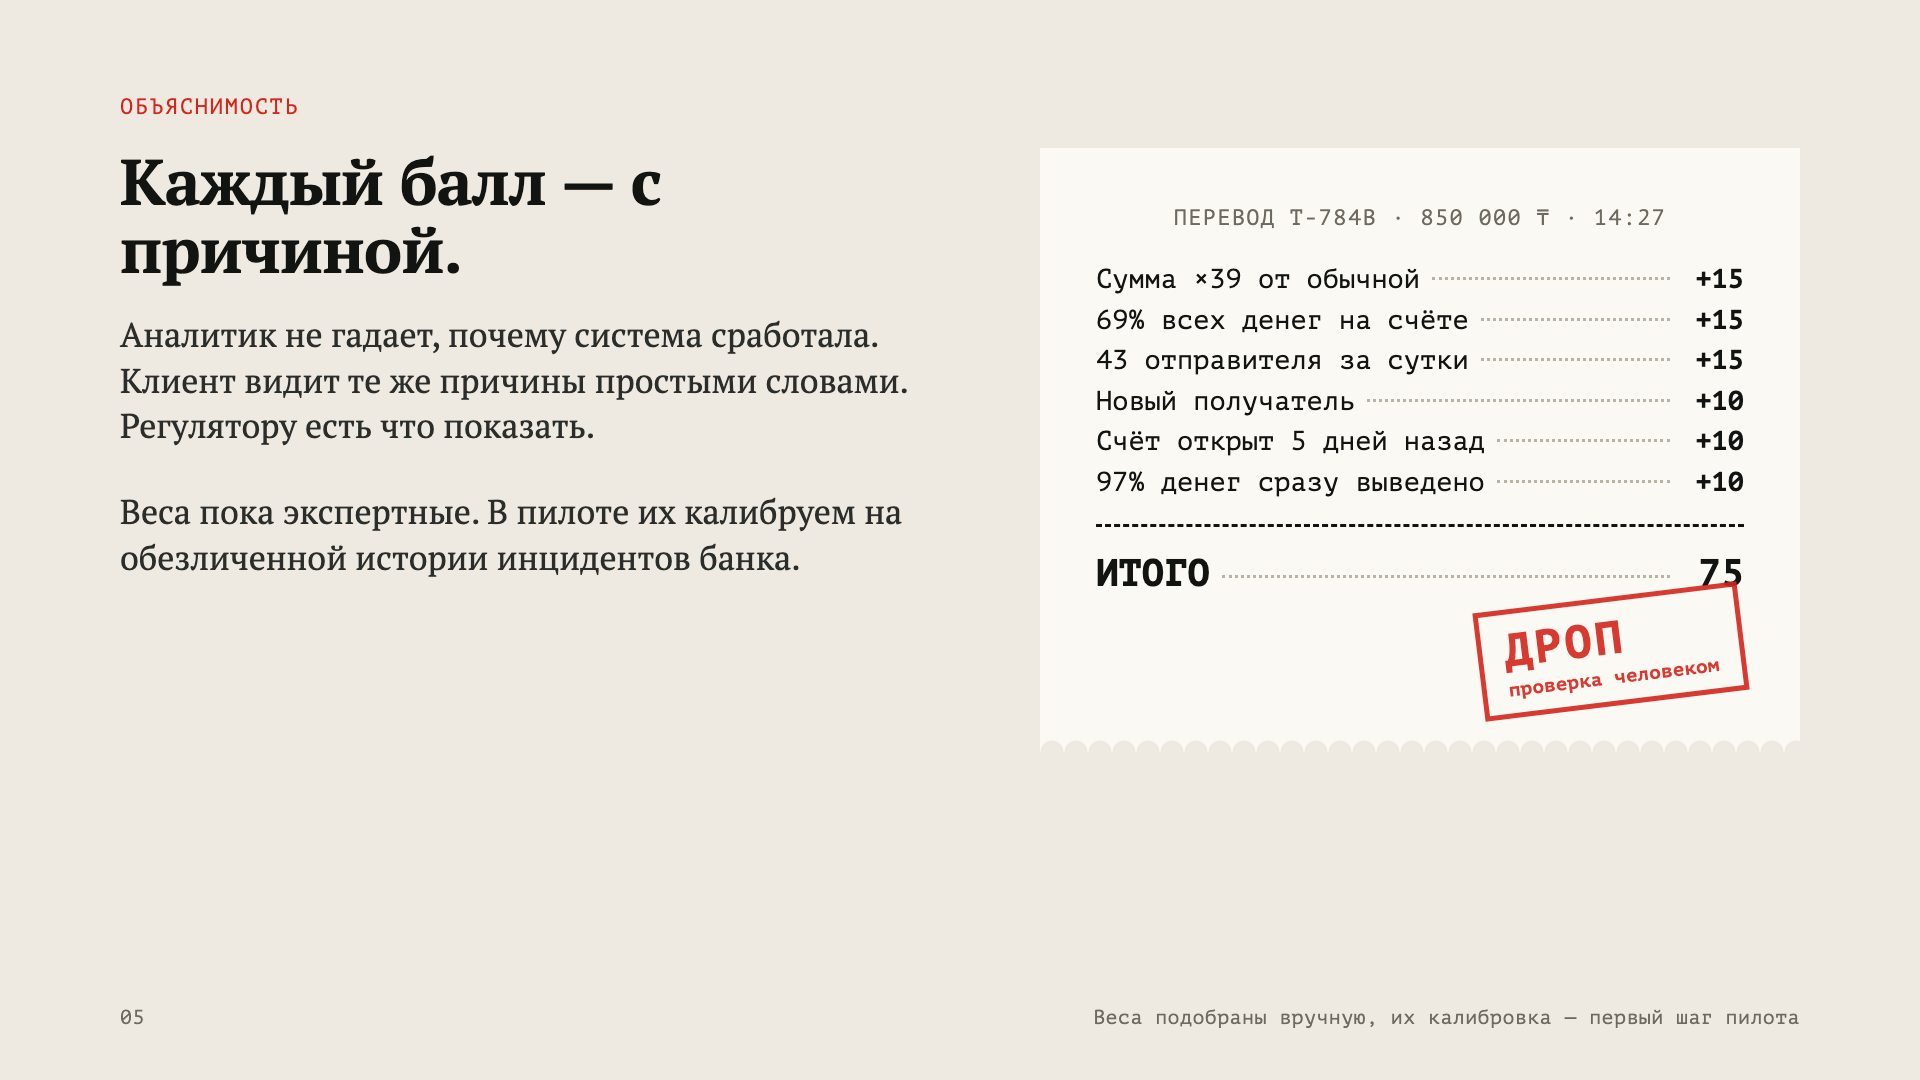 ОБЪЯСНИМОСТЬ
Каждый балл — с
причиной.
Аналитик не гадает, почему система сработала.
Клиент видит те же причины простыми словами.
Регулятору есть что показать.
Веса пока экспертные. В пилоте их калибруем на
обезличенной истории инцидентов банка.
ПЕРЕВОД Т-784В · 850 000 ₸ · 14:27
Сумма ×39 от обычной +15
69% всех денег на счёте +15
43 отправителя за сутки +15
Новый получатель +10
Счёт открыт 5 дней назад +10
97% денег сразу выведено +10
ИТОГО 75
ДРОП
проверка человеком
05
Веса подобраны вручную, их калибровка — первый шаг пилота